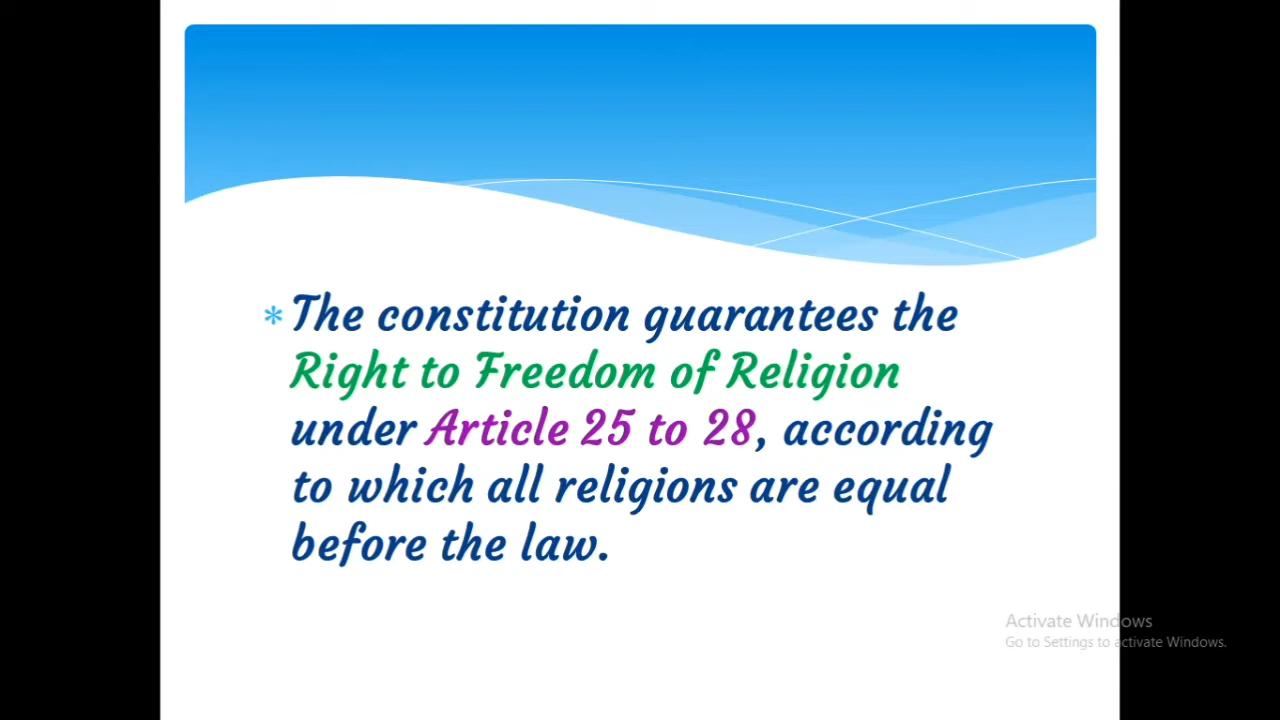 * The constitution guarantees the
Right to Freedom of Religion
under Article 25 to 28, according
to which all religions are equal
before the law.
Activate Windows
Go to Settings to activate Windows.